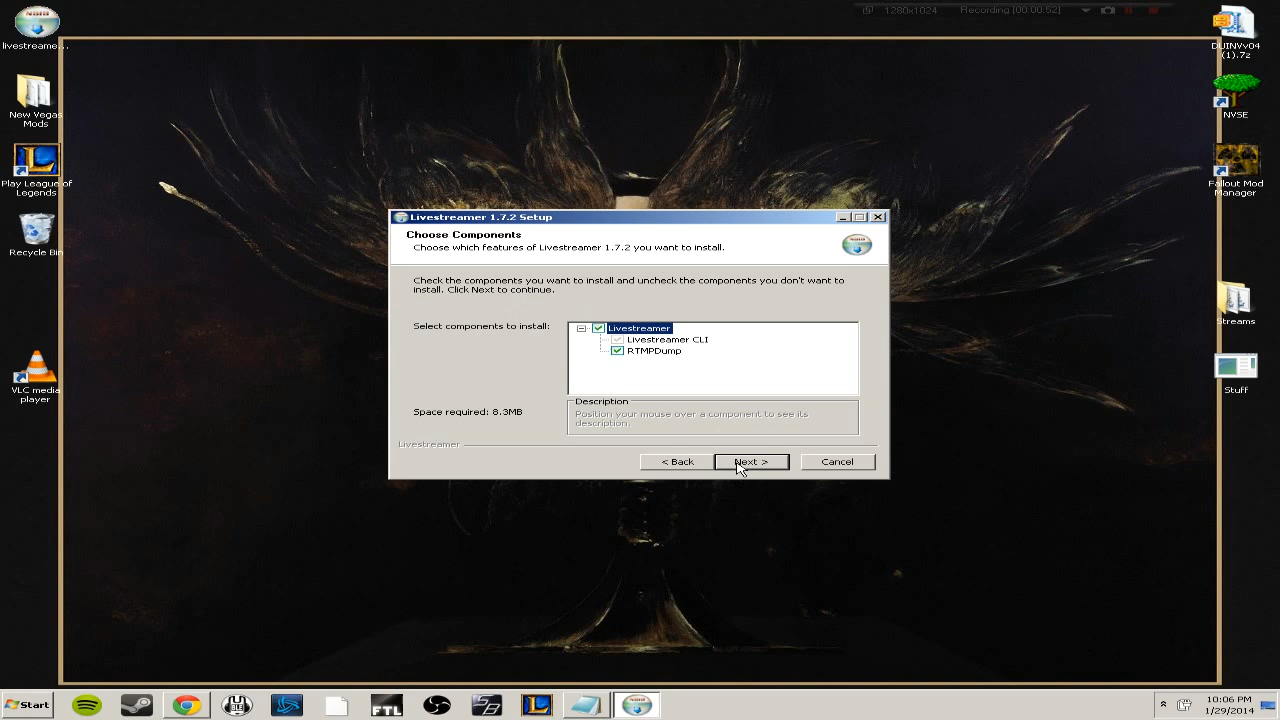 1280x1024 Recording [00:00:52]
livestreame...
New Vegas
Mods
Play League of
Legends
Recycle Bin
VLC media
player
Livestreamer 1.7.2 Setup
Choose Components
Choose which features of Livestreamer 1.7.2 you want to install.
Check the components you want to install and uncheck the components you don't want to
install. Click Next to continue.
Select components to install:
Livestreamer
Livestreamer CLI
RTMPDump
Space required: 8.3MB
Description
Position your mouse over a component to see its
description.
Livestreamer
< Back
Next >
Cancel
DUINVv04
(1).7z
NVSE
Fallout Mod
Manager
Streams
Stuff
Start
FTL
10:06 PM
1/29/2014